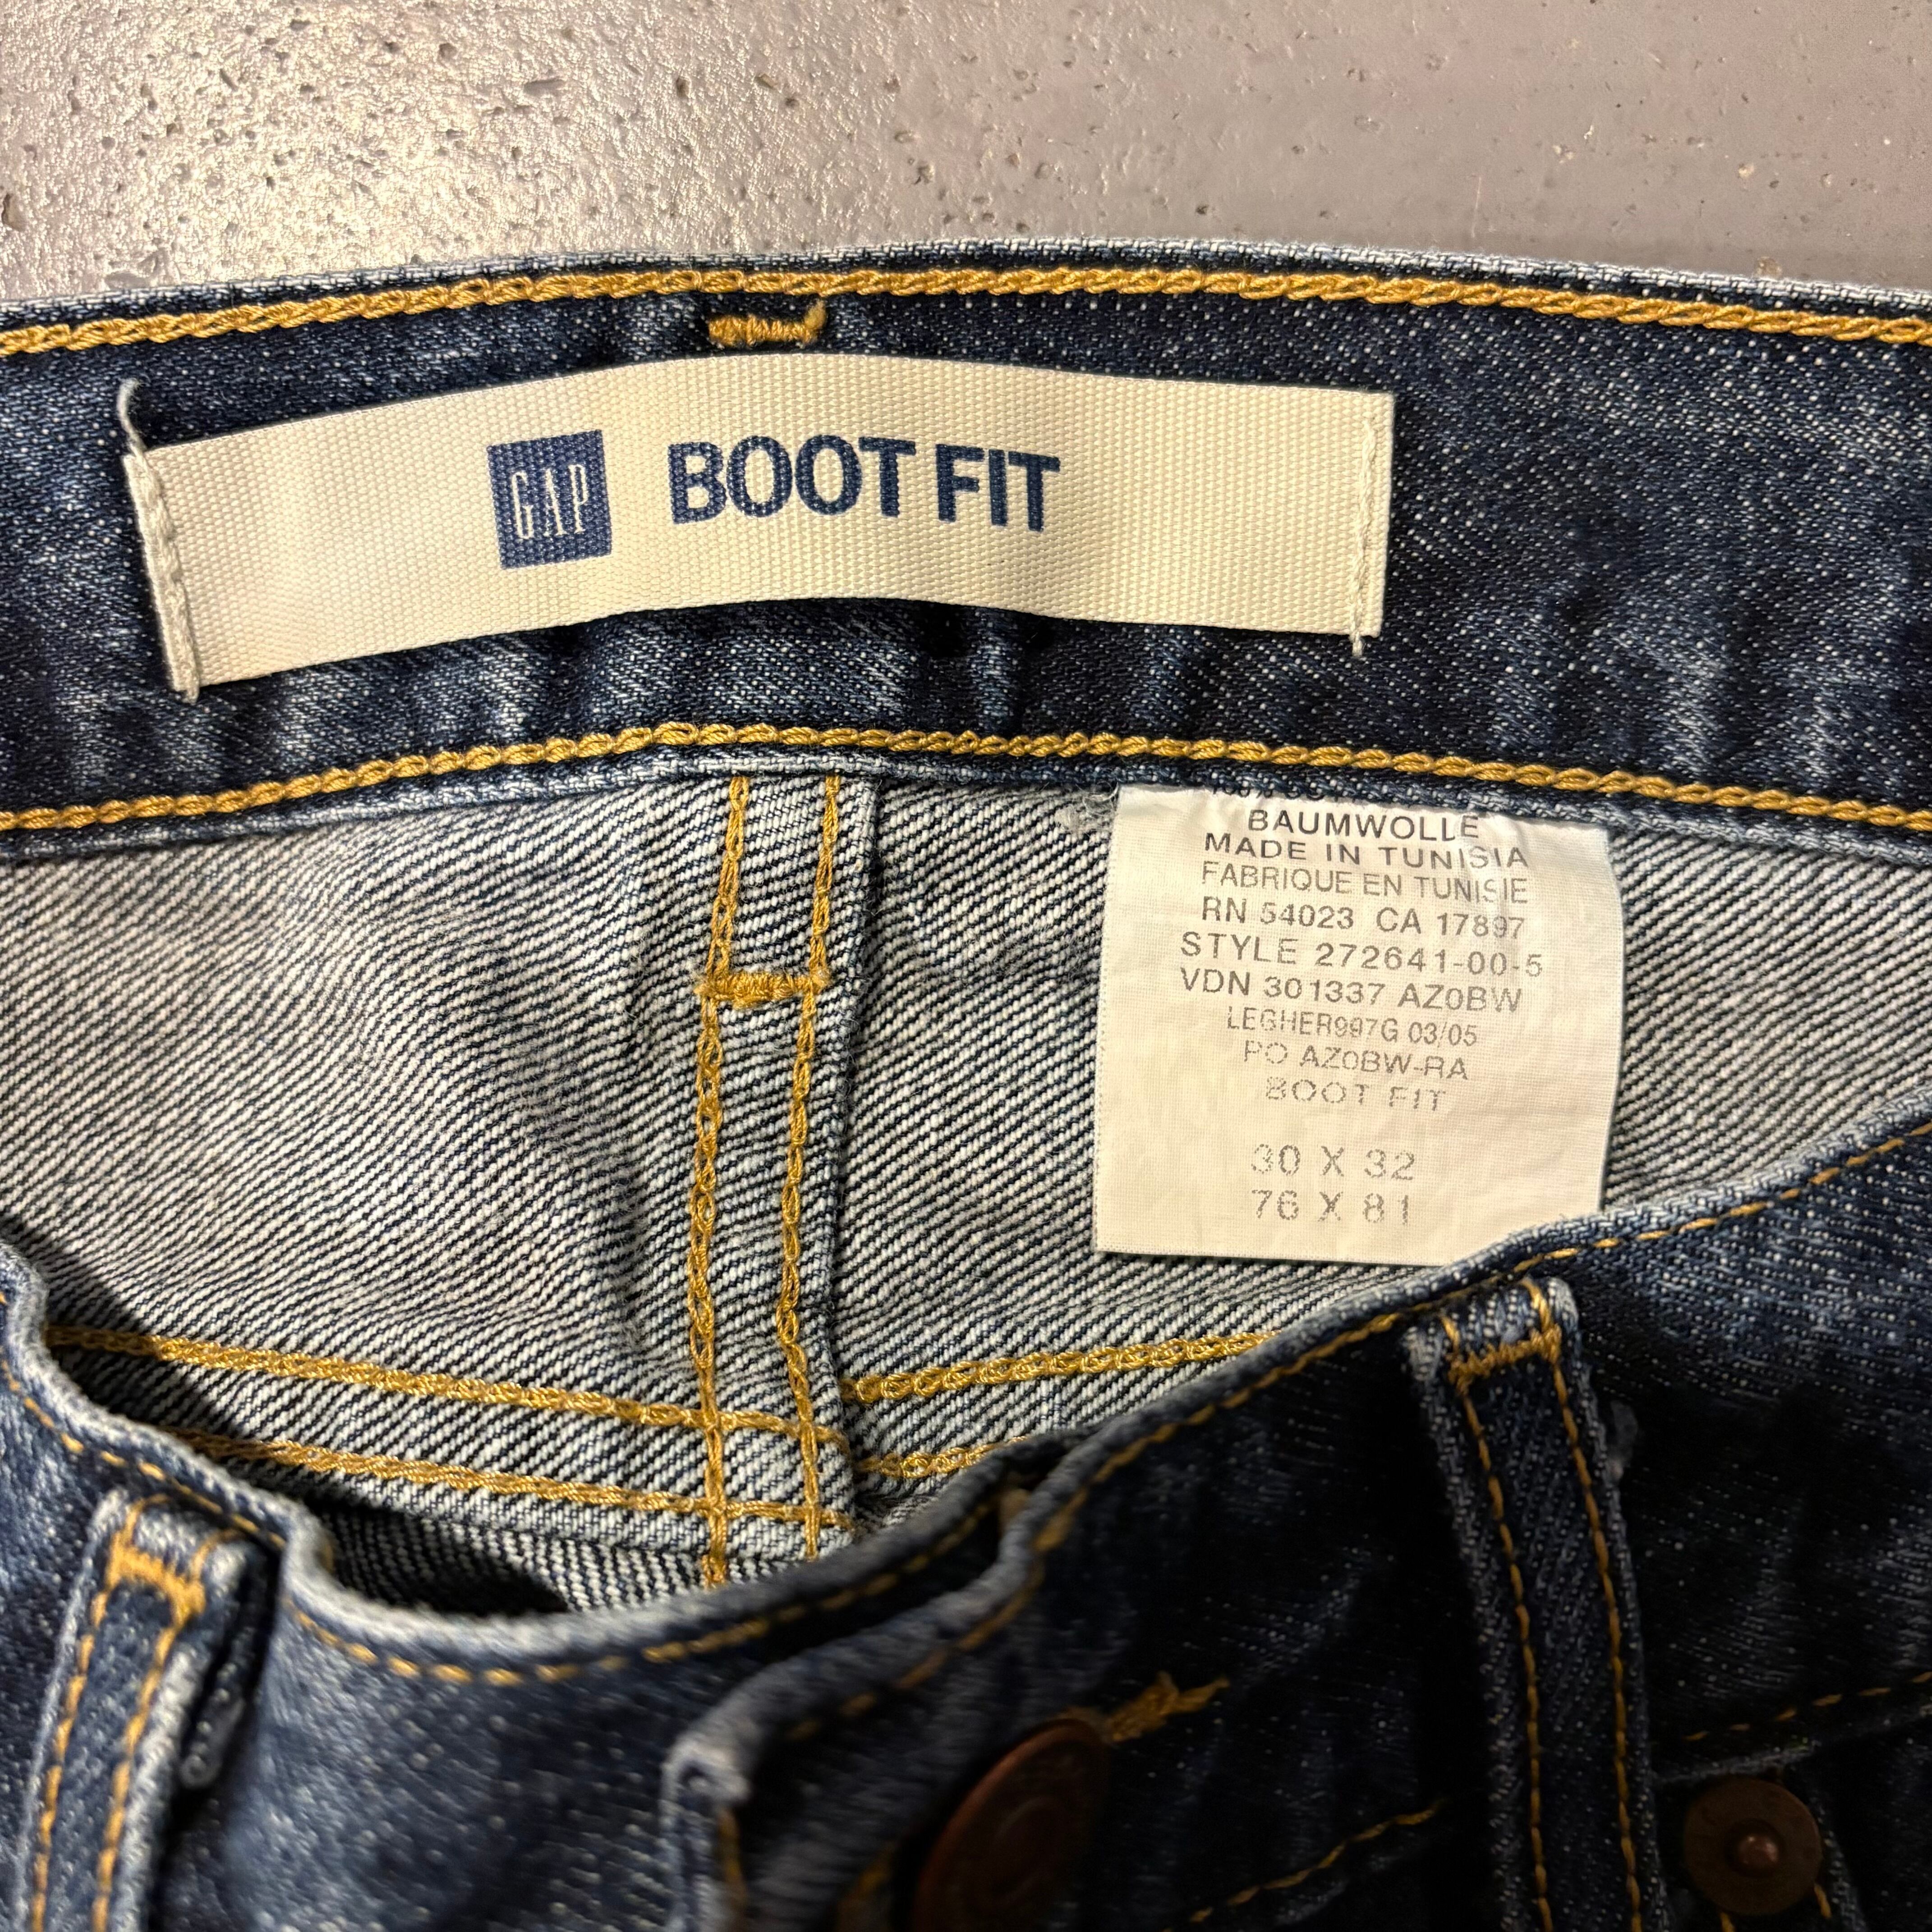 GAP BOOT FIT
BAUMWOLLE
MADE IN TUNISIA
FABRIQUE EN TUNISIE
RN 54023 CA 17897
STYLE 272641-00-5
VDN 301337 AZ0BW
LEGHER997G 03/05
PO AZ0BW-RA
BOOT FIT
30 X 32
76 X 81